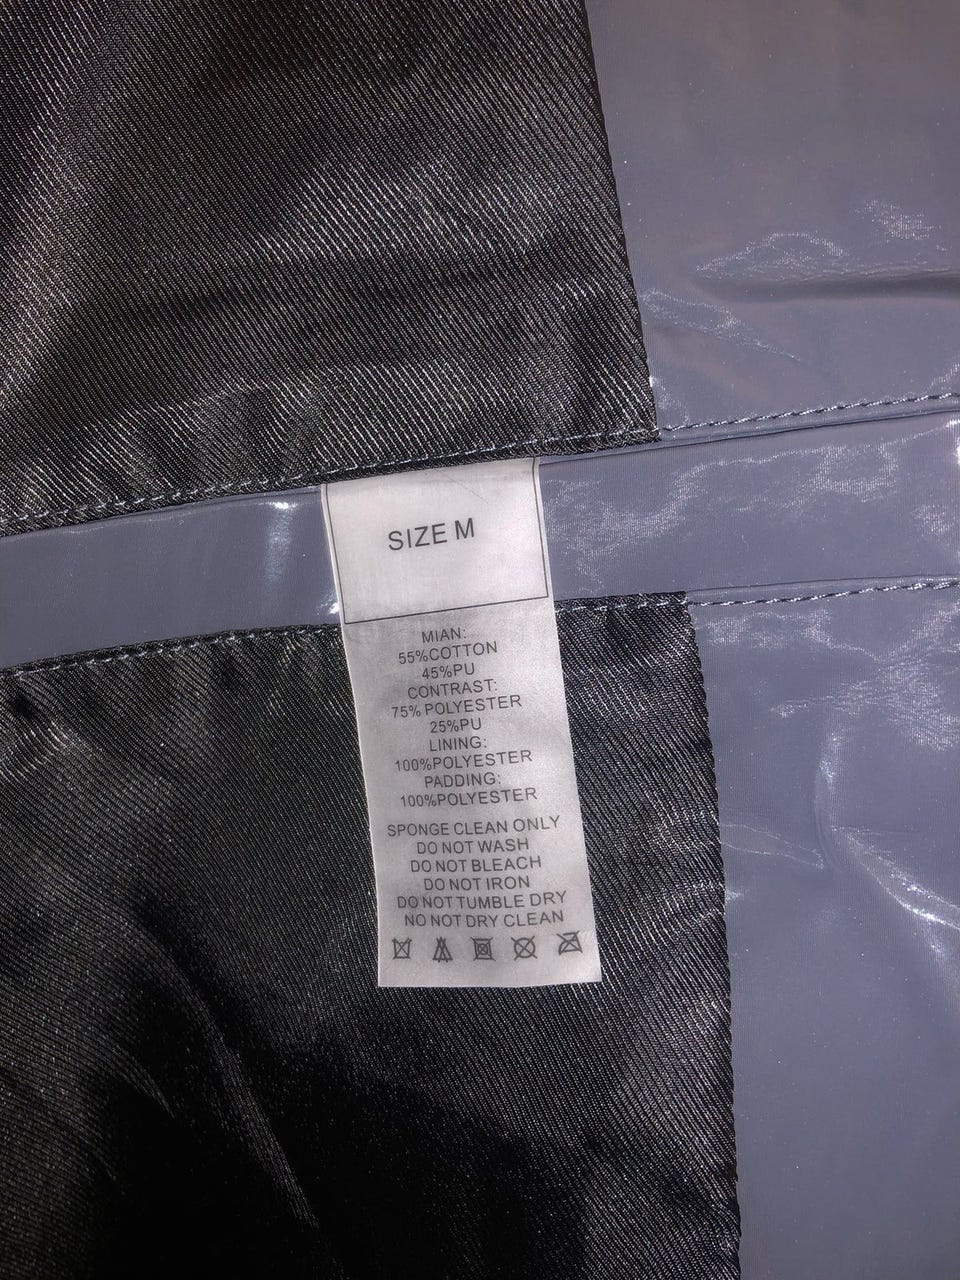 SIZE M
MIAN:
55%COTTON
45%PU
CONTRAST:
75% POLYESTER
25%PU
LINING:
100%POLYESTER
PADDING:
100%POLYESTER
SPONGE CLEAN ONLY
DO NOT WASH
DO NOT BLEACH
DO NOT IRON
DO NOT TUMBLE DRY
NO NOT DRY CLEAN